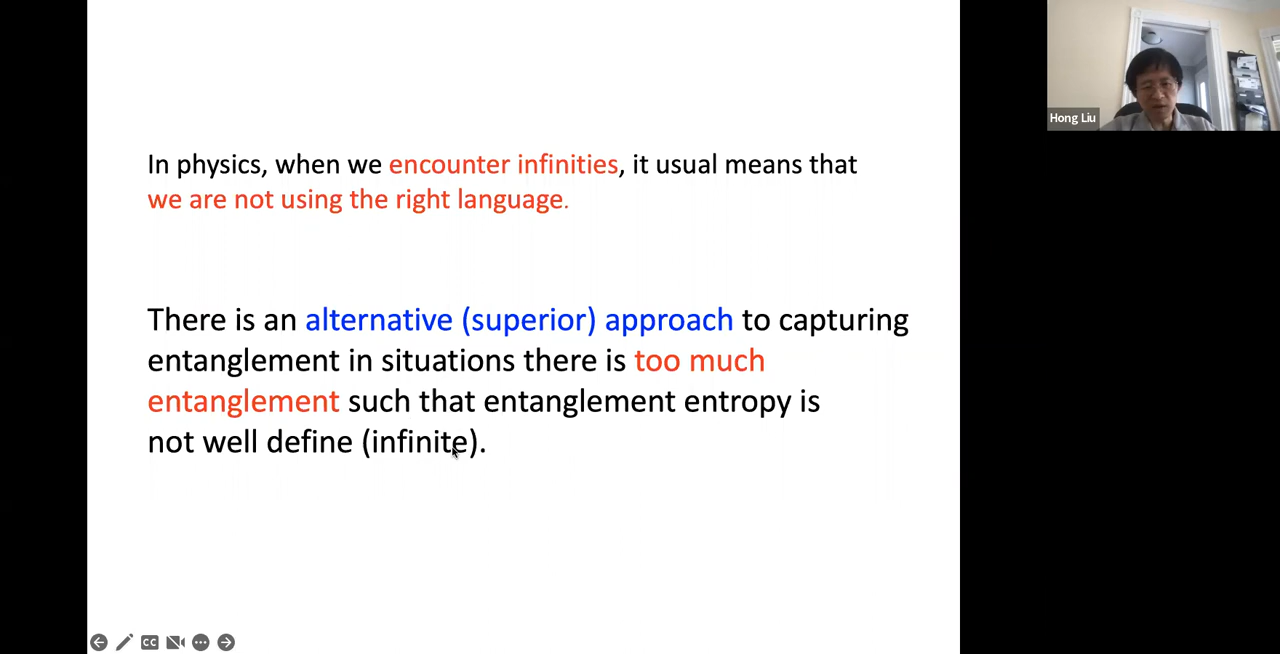 In physics, when we encounter infinities, it usual means that
we are not using the right language.
There is an alternative (superior) approach to capturing
entanglement in situations there is too much
entanglement such that entanglement entropy is
not well define (infinite).
Hong Liu
CC